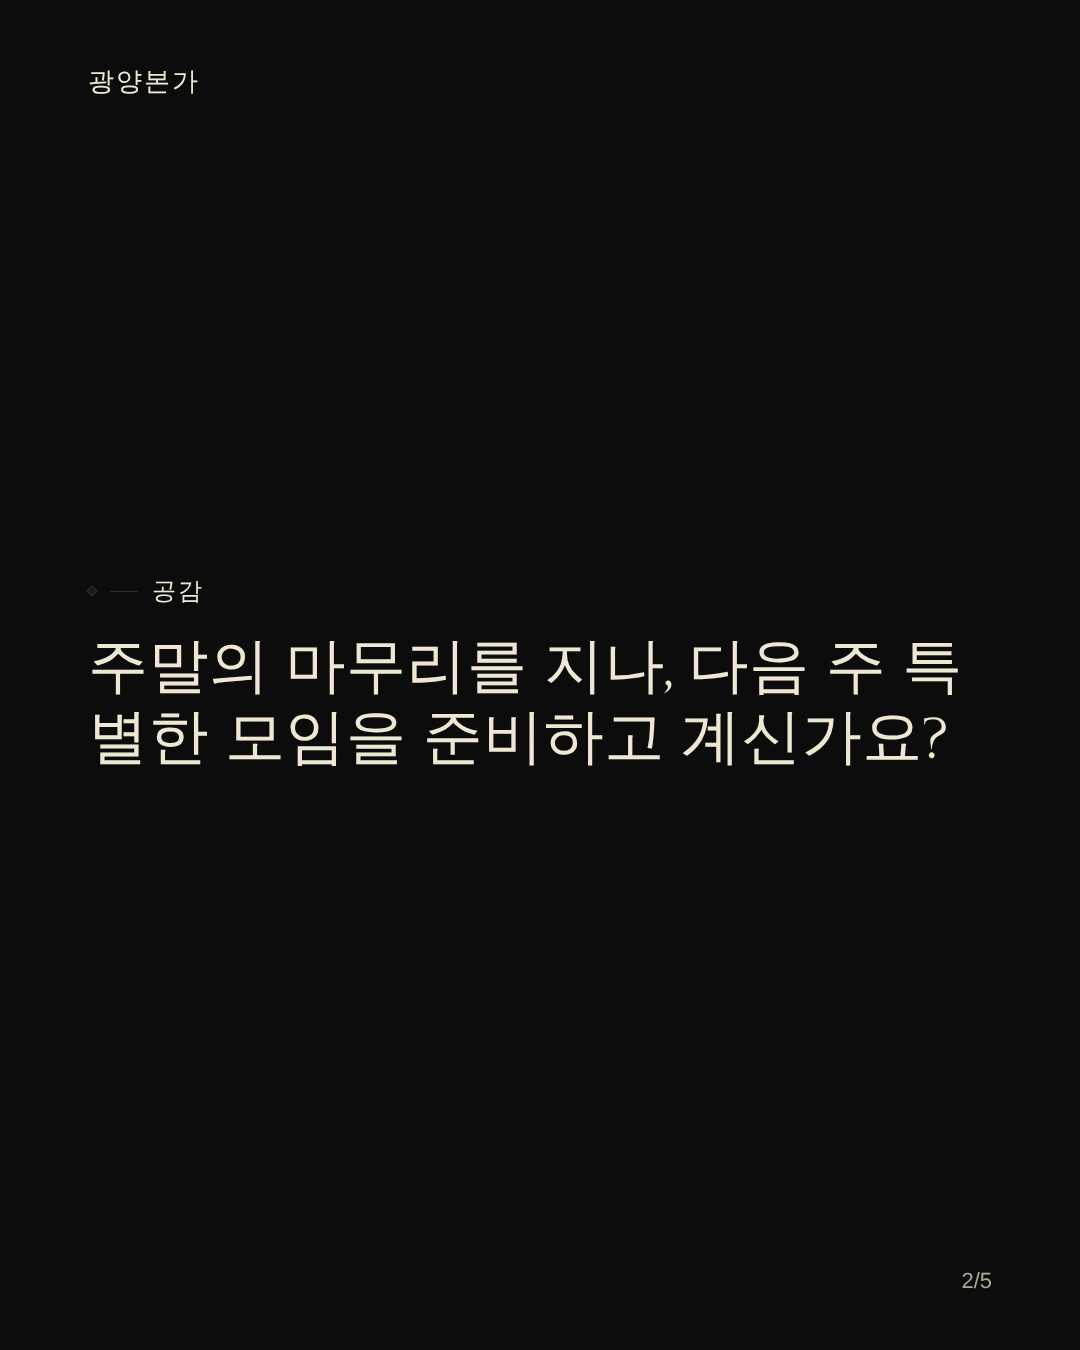 광양본가
공감
주말의 마무리를 지나, 다음 주 특
별한 모임을 준비하고 계신가요?
2/5